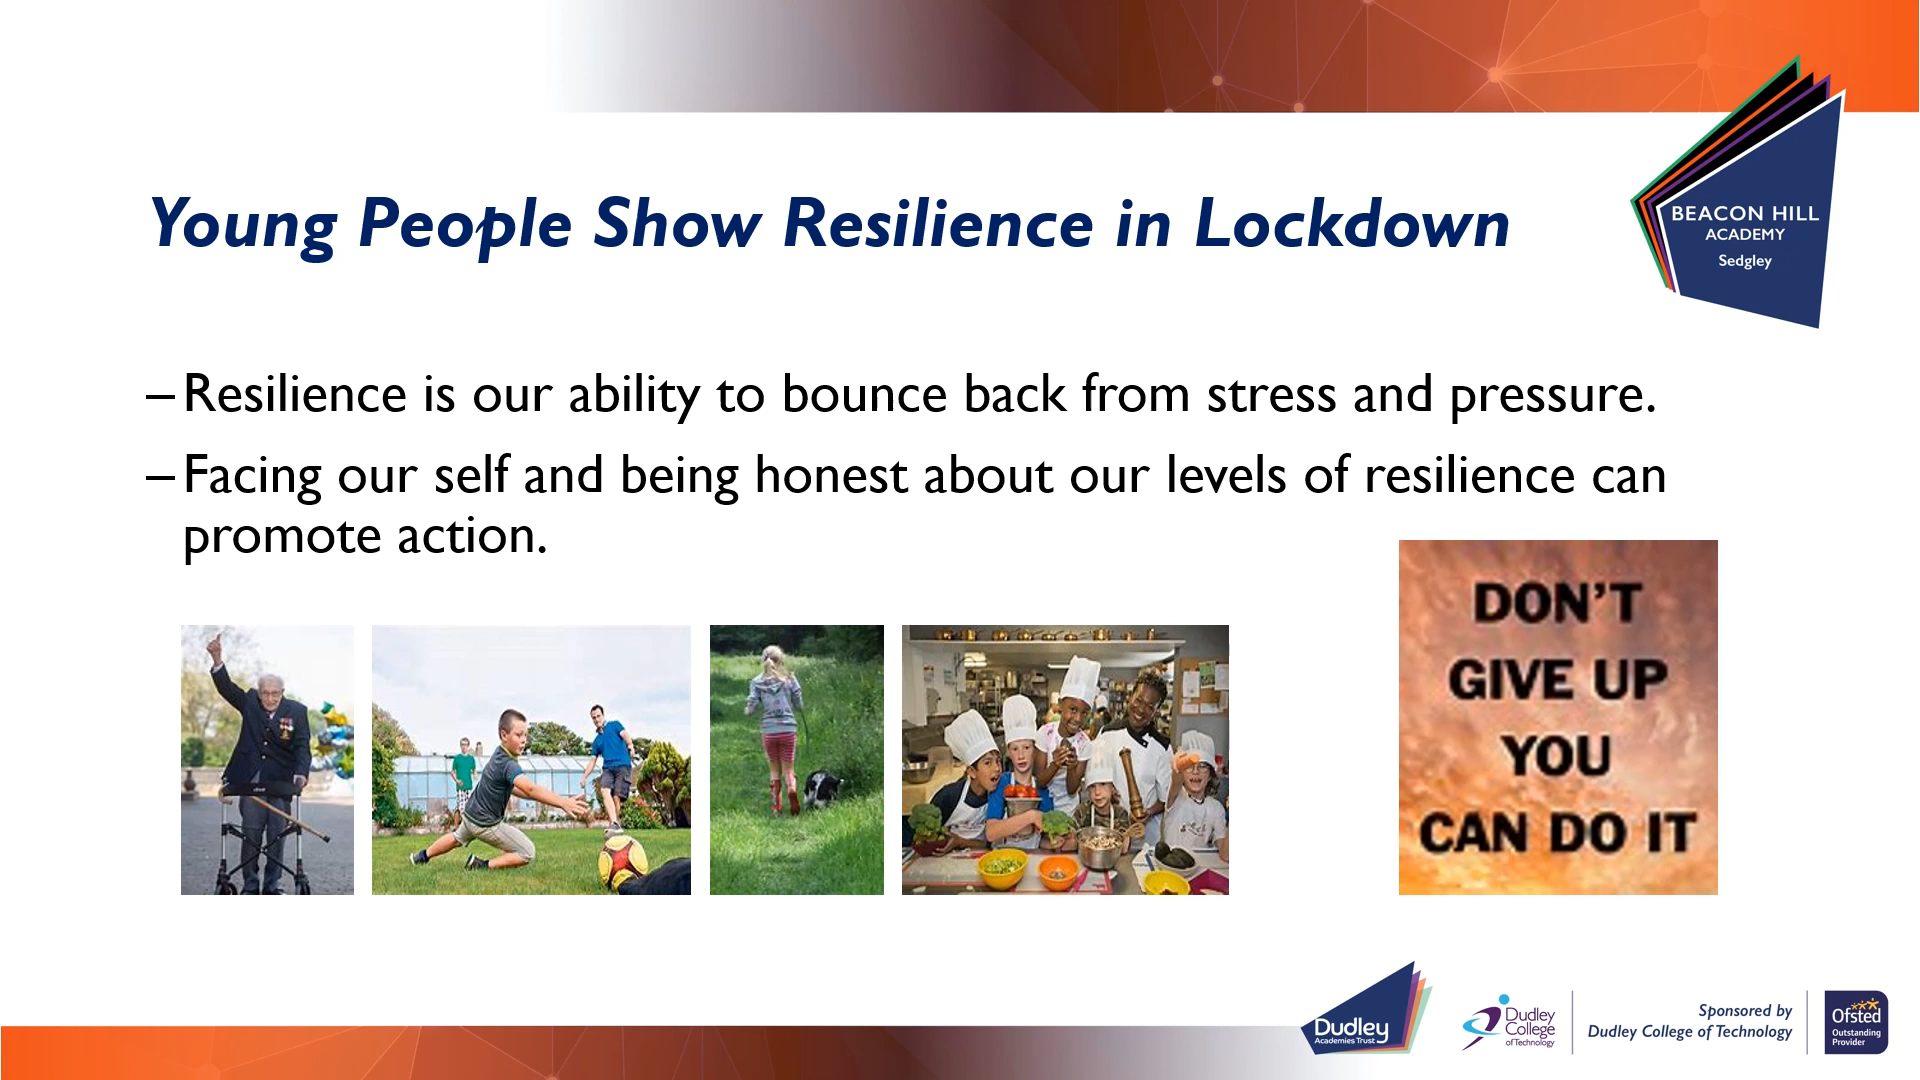 Young People Show Resilience in Lockdown
BEACON HILL
ACADEMY
Sedgley
– Resilience is our ability to bounce back from stress and pressure.
– Facing our self and being honest about our levels of resilience can
promote action.
DON'T
GIVE UP
YOU
CAN DO IT
Dudley
Academies Trust
Dudley
College
of Technology
Sponsored by
Dudley College of Technology
Ofsted
Outstanding
Provider